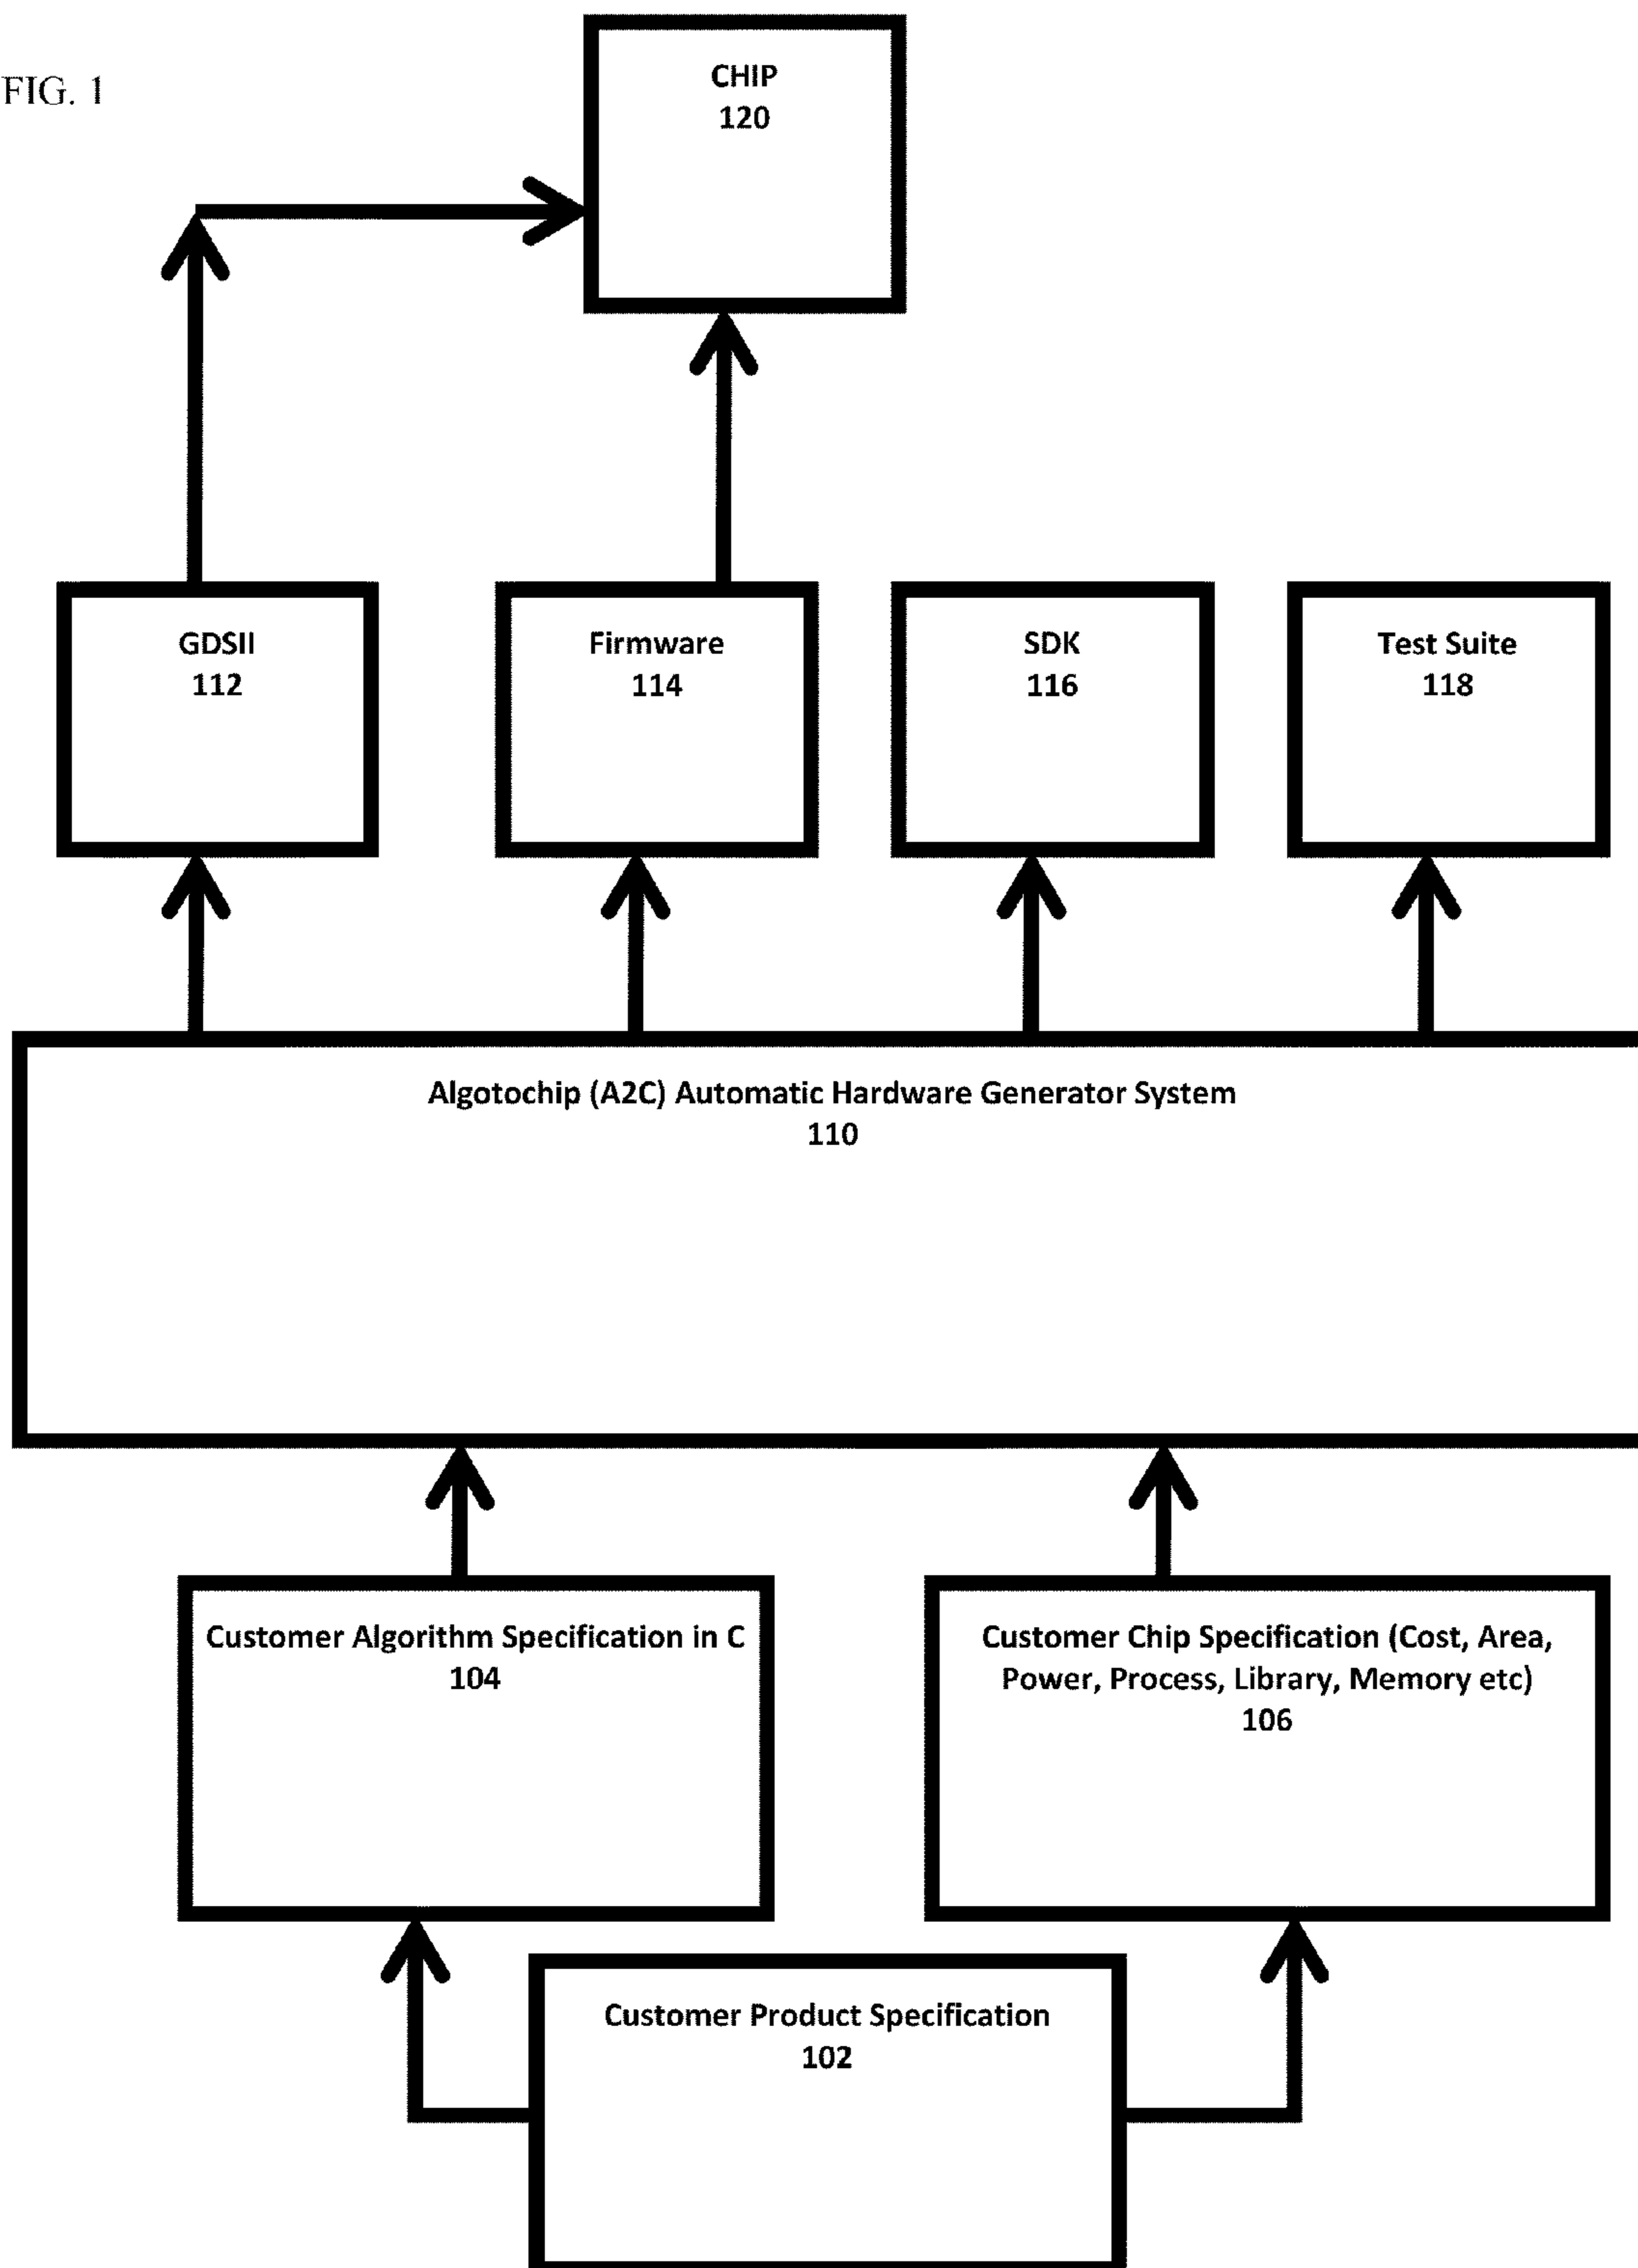 FIG. 1
CHIP
120
GDSII
112
Firmware
114
SDK
116
Test Suite
118
Algotochip (A2C) Automatic Hardware Generator System
110
Customer Algorithm Specification in C
104
Customer Chip Specification (Cost, Area,
Power, Process, Library, Memory etc)
106
Customer Product Specification
102